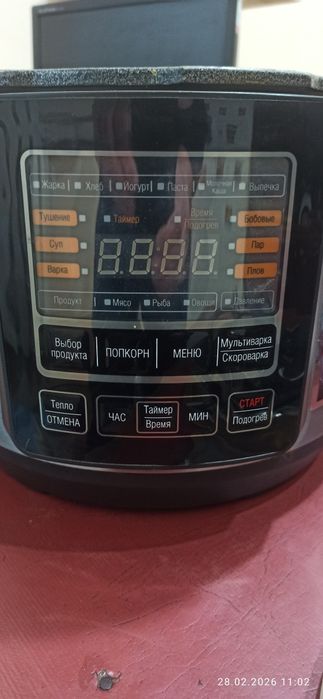 Жарка Хлеб Йогурт Паста Молочная Каша Выпечка
Тушение Таймер Время Подогрев Бобовые
Суп Пар
Варка Плов
Продукт Мясо Рыба Овощи Давление
Выбор продукта ПОПКОРН МЕНЮ Мультиварка Скороварка
Тепло ОТМЕНА ЧАС Таймер Время МИН СТАРТ Подогрев
28.02.2026 11:02